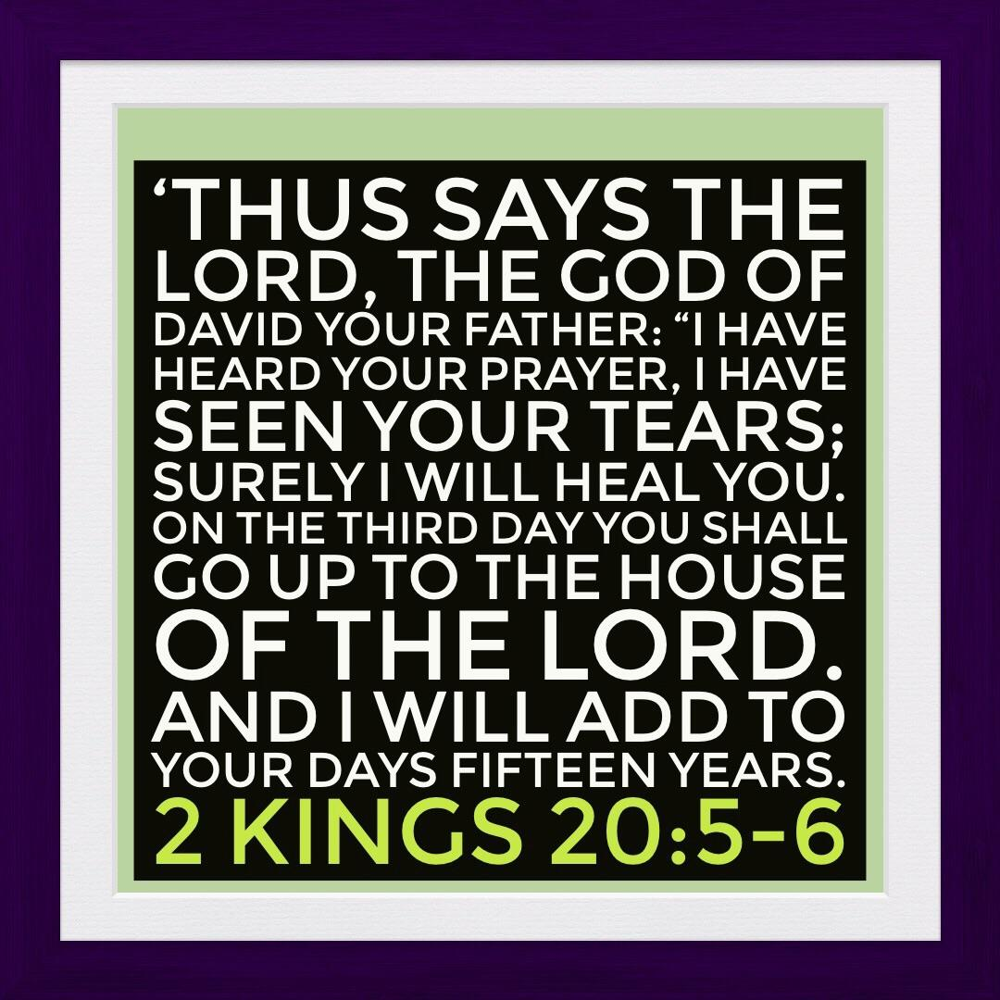 ‘THUS SAYS THE
LORD, THE GOD OF
DAVID YOUR FATHER: “I HAVE
HEARD YOUR PRAYER, I HAVE
SEEN YOUR TEARS;
SURELY I WILL HEAL YOU.
ON THE THIRD DAY YOU SHALL
GO UP TO THE HOUSE
OF THE LORD.
AND I WILL ADD TO
YOUR DAYS FIFTEEN YEARS.
2 KINGS 20:5-6